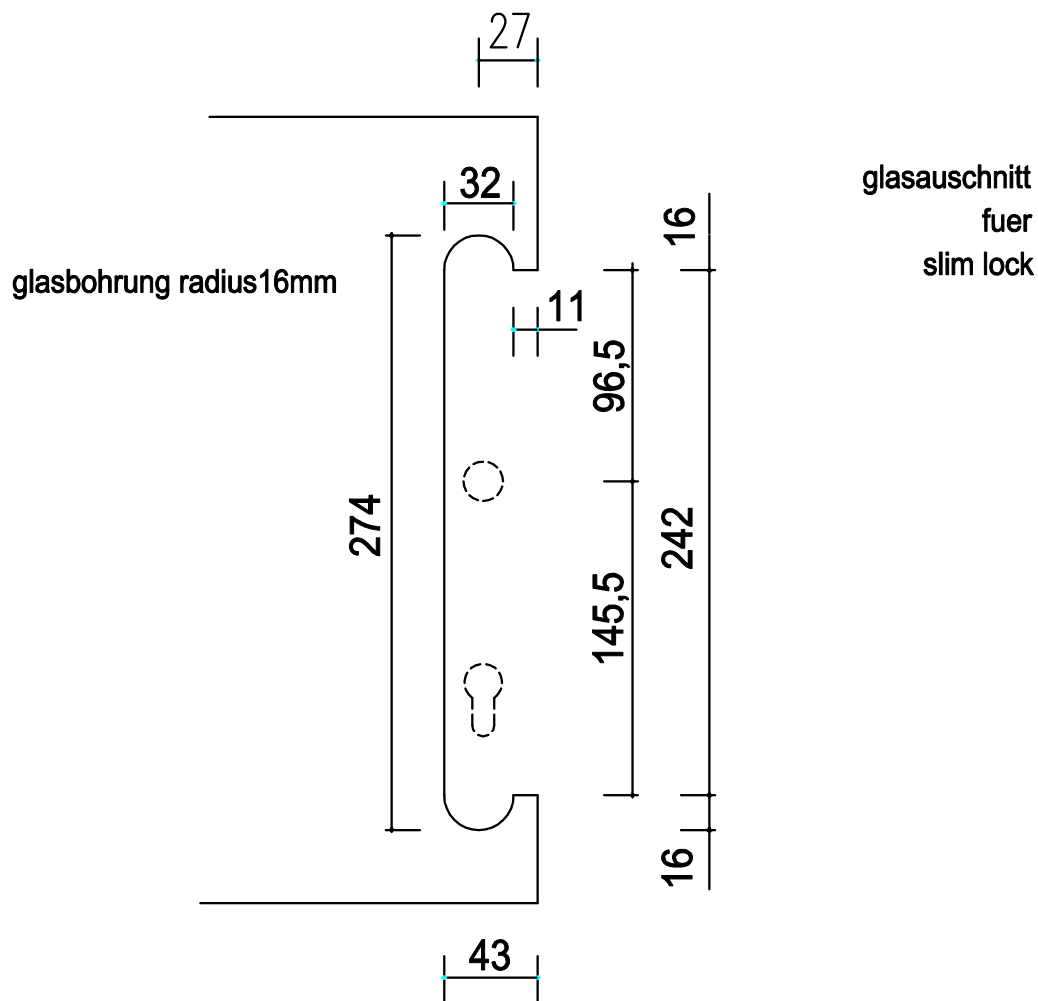 27
32
glasauschnitt
fuer
slim lock
16
glasbohrung radius16mm
11
96,5
274
242
145,5
16
43